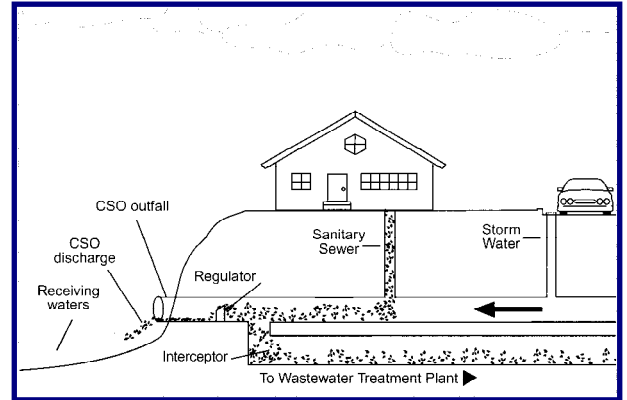 CSO outfall
CSO
discharge
Receiving
waters
Regulator
Sanitary
Sewer
Storm
Water
Interceptor
To Wastewater Treatment Plant